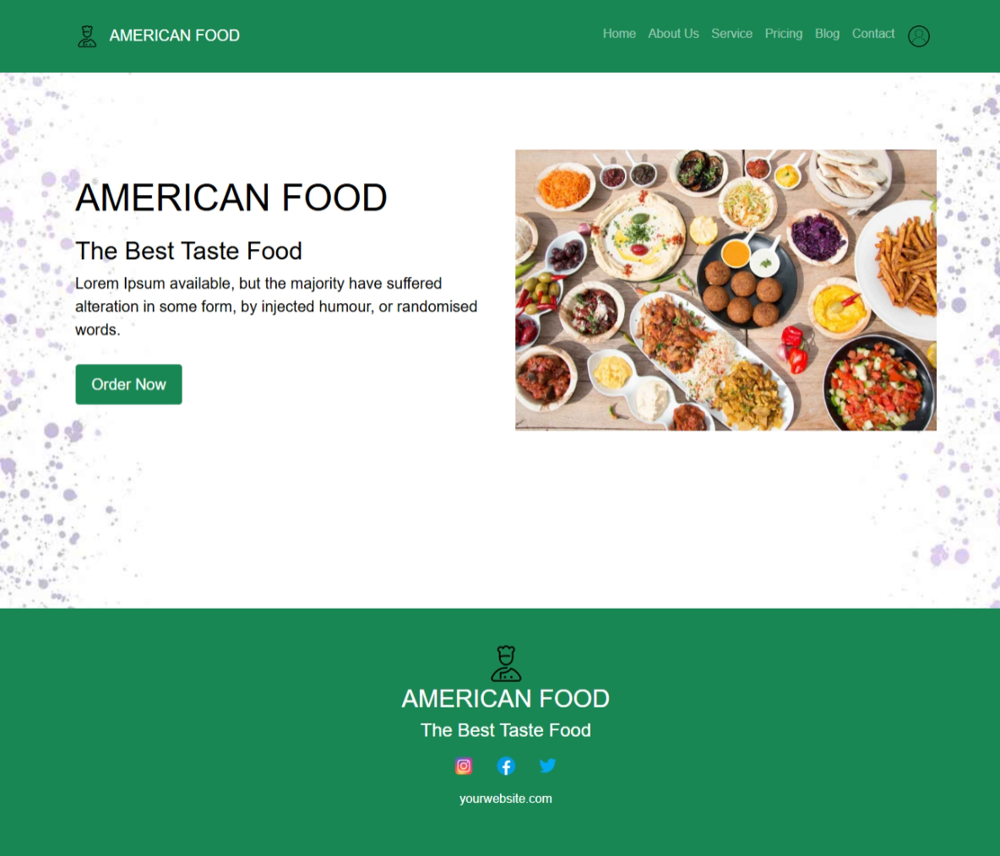 AMERICAN FOOD
Home About Us Service Pricing Blog Contact
AMERICAN FOOD
The Best Taste Food
Lorem Ipsum available, but the majority have suffered
alteration in some form, by injected humour, or randomised
words.
Order Now
AMERICAN FOOD
The Best Taste Food
yourwebsite.com